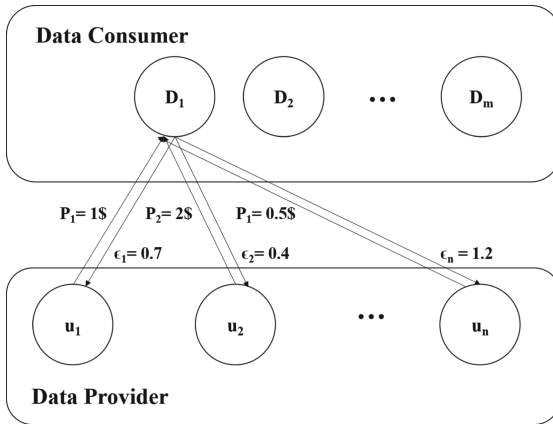 Data Consumer
D1 D2 ••• Dm
P1= 1$ P2= 2$ P1= 0.5$
ϵ1= 0.7 ϵ2= 0.4 ϵn = 1.2
u1 u2 ••• un
Data Provider